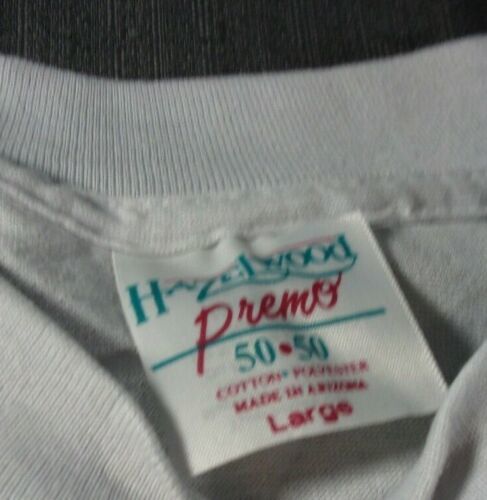 Hazelwood
Premo
50•50
COTTON • POLYESTER
MADE IN ARIZONA
Large